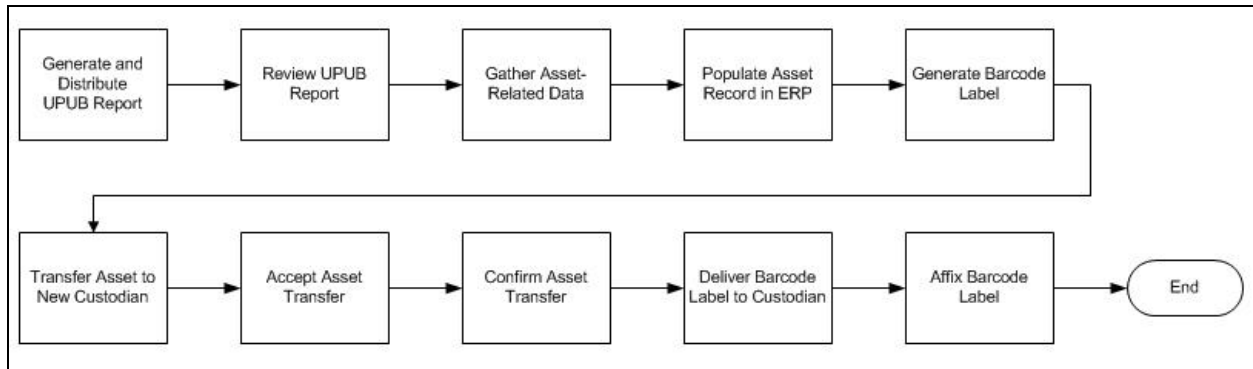 Generate and
Distribute
UPUB Report
Review UPUB
Report
Gather Asset-
Related Data
Populate Asset
Record in ERP
Generate Barcode
Label
Transfer Asset to
New Custodian
Accept Asset
Transfer
Confirm Asset
Transfer
Deliver Barcode
Label to Custodian
Affix Barcode
Label
End